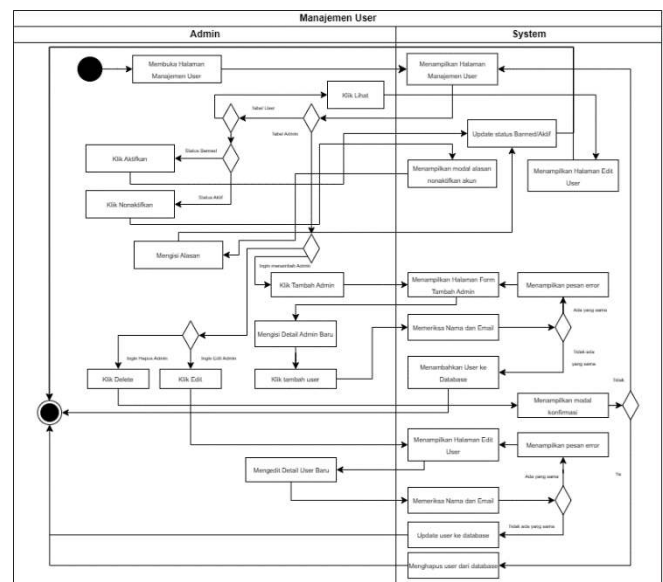 Manajemen User
Admin
System
Membuka Halaman
Manajemen User
Menampilkan Halaman
Manajemen User
Klik Lihat
Tabel User
Tabel Admin
Update status Banned/Aktif
Status Banned
Klik Aktifkan
Menampilkan modal alasan
nonaktifkan akun
Menampilkan Halaman Edit
User
Status Aktif
Klik Nonaktifkan
Mengisi Alasan
Ingin menambah Admin
Klik Tambah Admin
Menampilkan Halaman Form
Tambah Admin
Menampilkan pesan error
Ada yang sama
Mengisi Detail Admin Baru
Memeriksa Nama dan Email
Tidak ada
yang sama
Ingin Hapus Admin
Ingin Edit Admin
Klik Delete
Klik Edit
Klik tambah user
Menambahkan User ke
Database
Tidak
Menampilkan modal
konfirmasi
Menampilkan Halaman Edit
User
Menampilkan pesan error
Mengedit Detail User Baru
Ada yang sama
Ya
Memeriksa Nama dan Email
Tidak ada yang sama
Update user ke database
Menghapus user dari database